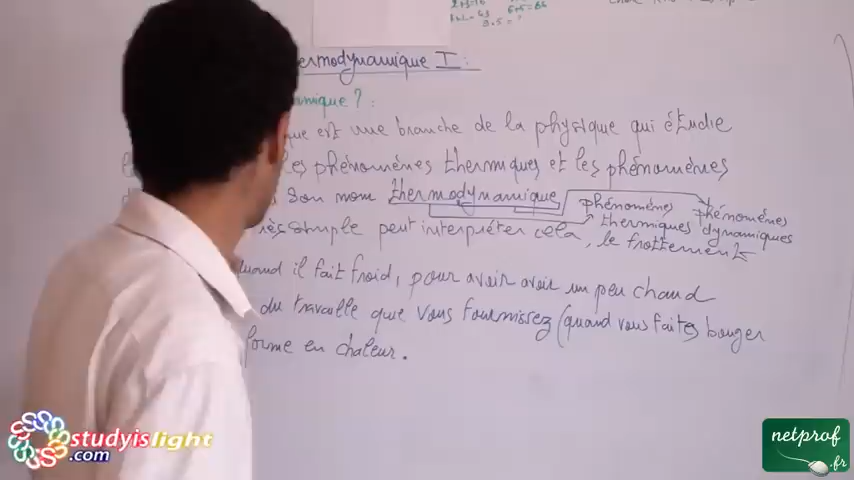 ermodynamique I :
amique ? :
que est une branche de la physique qui étudie
les phénomènes thermiques et les phénomènes
son nom thermodynamique
phénomènes thermiques
phénomènes dynamiques
rès simple peut interpréter cela, le frottement
quand il fait froid, pour avoir avoir un peu chaud
du travaille que vous fournissez (quand vous faites bouger
forme en chaleur.
studyislight
.com
netprof
.fr